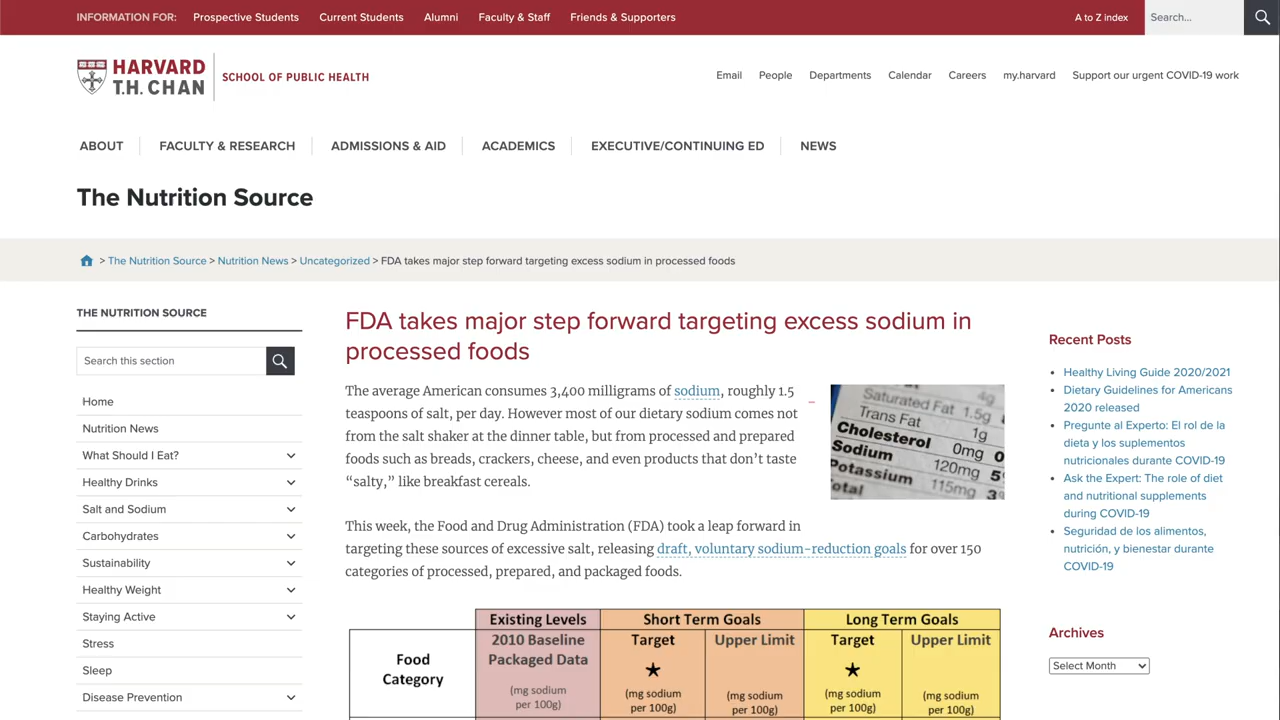 INFORMATION FOR: Prospective Students Current Students Alumni Faculty & Staff Friends & Supporters A to Z index Search...
HARVARD
T.H. CHAN
SCHOOL OF PUBLIC HEALTH
Email People Departments Calendar Careers my.harvard Support our urgent COVID-19 work
ABOUT FACULTY & RESEARCH ADMISSIONS & AID ACADEMICS EXECUTIVE/CONTINUING ED NEWS
The Nutrition Source
> The Nutrition Source > Nutrition News > Uncategorized > FDA takes major step forward targeting excess sodium in processed foods
THE NUTRITION SOURCE
Search this section
Home
Nutrition News
What Should I Eat?
Healthy Drinks
Salt and Sodium
Carbohydrates
Sustainability
Healthy Weight
Staying Active
Stress
Sleep
Disease Prevention
FDA takes major step forward targeting excess sodium in
processed foods
The average American consumes 3,400 milligrams of sodium, roughly 1.5
teaspoons of salt, per day. However most of our dietary sodium comes not
from the salt shaker at the dinner table, but from processed and prepared
foods such as breads, crackers, cheese, and even products that don’t taste
“salty,” like breakfast cereals.
4g
Saturated Fat 1.5g
Trans Fat 1g
Cholesterol 0mg 0
Sodium 120mg 5
Potassium 115mg 3
otal
This week, the Food and Drug Administration (FDA) took a leap forward in
targeting these sources of excessive salt, releasing draft, voluntary sodium-reduction goals for over 150
categories of processed, prepared, and packaged foods.
Existing Levels Short Term Goals Long Term Goals
Food
Category
2010 Baseline
Packaged Data
(mg sodium
per 100g)
Target
★
(mg sodium
per 100g)
Upper Limit
(mg sodium
per 100g)
Target
★
(mg sodium
per 100g)
Upper Limit
(mg sodium
per 100g)
Recent Posts
Healthy Living Guide 2020/2021
Dietary Guidelines for Americans
2020 released
Pregunte al Experto: El rol de la
dieta y los suplementos
nutricionales durante COVID-19
Ask the Expert: The role of diet
and nutritional supplements
during COVID-19
Seguridad de los alimentos,
nutrición, y bienestar durante
COVID-19
Archives
Select Month